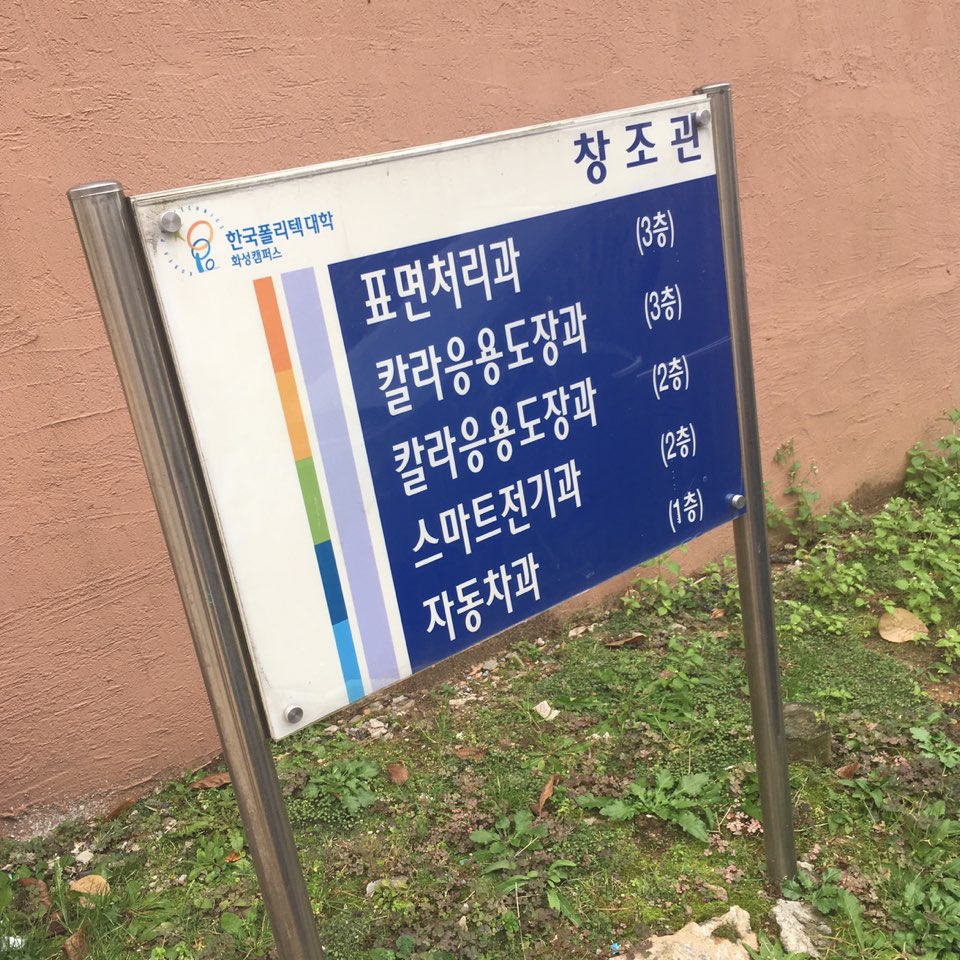 창조관
한국폴리텍대학
화성캠퍼스
표면처리과 (3층)
칼라응용도장과 (3층)
칼라응용도장과 (2층)
스마트전기과 (2층)
자동차과 (1층)